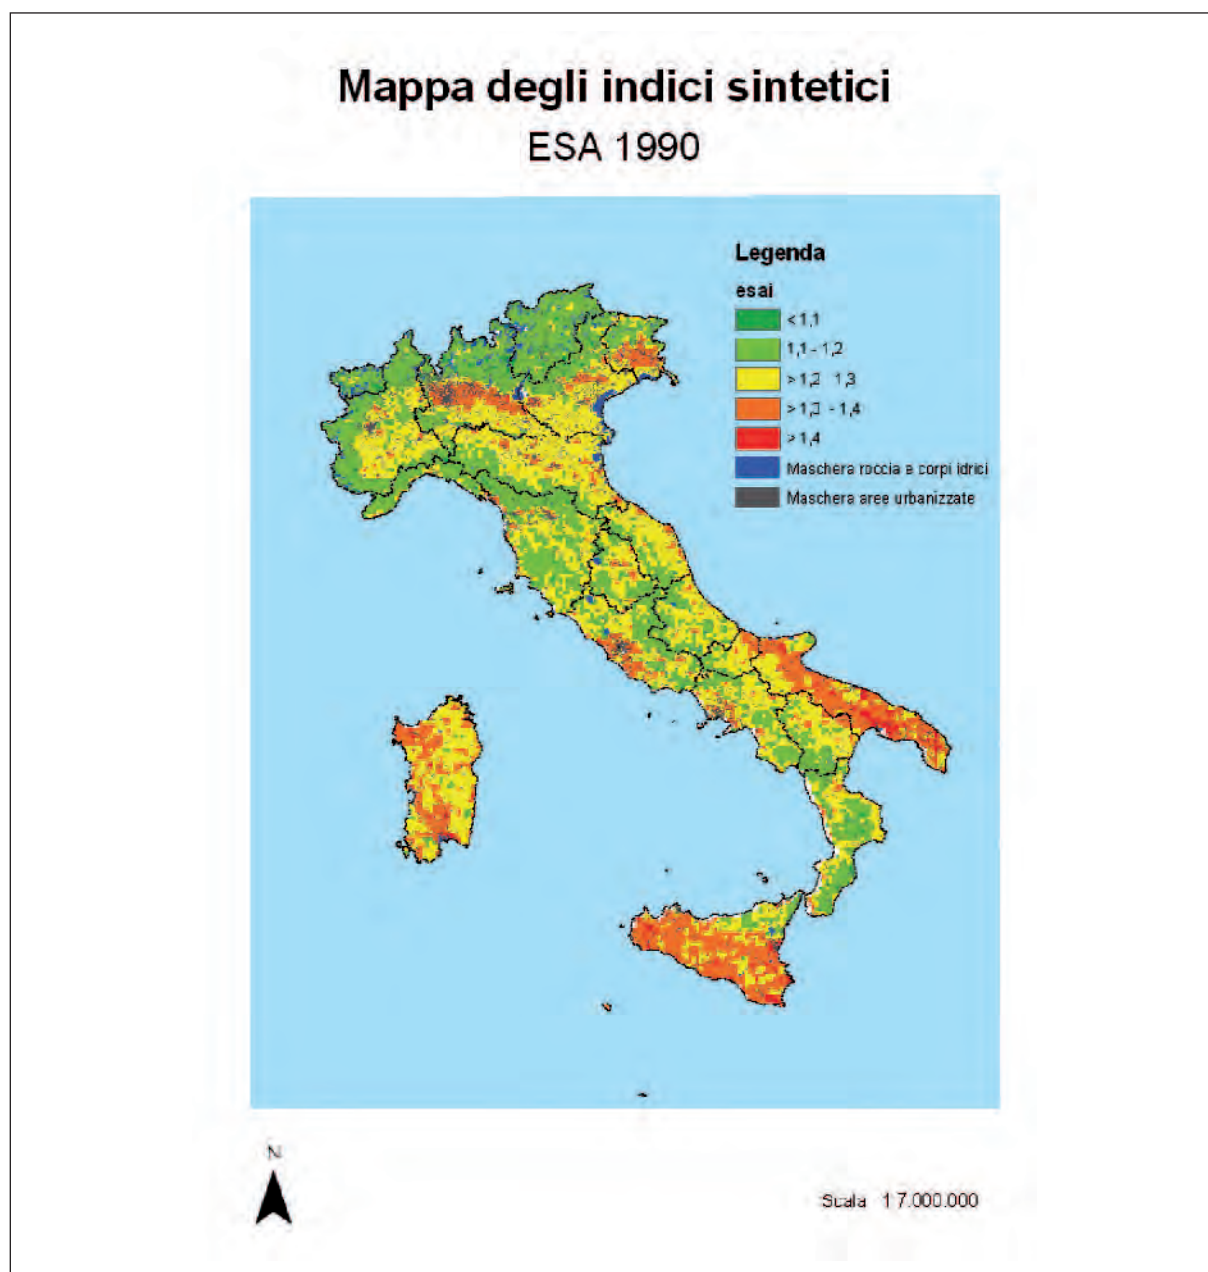 Mappa degli indici sintetici
ESA 1990
Legenda
esai
< 1,1
1,1 - 1,2
> 1,2 - 1,3
> 1,3 - 1,4
> 1,4
Maschera roccia e corpi idrici
Maschera aree urbanizzate
N
Scala 1:7.000.000